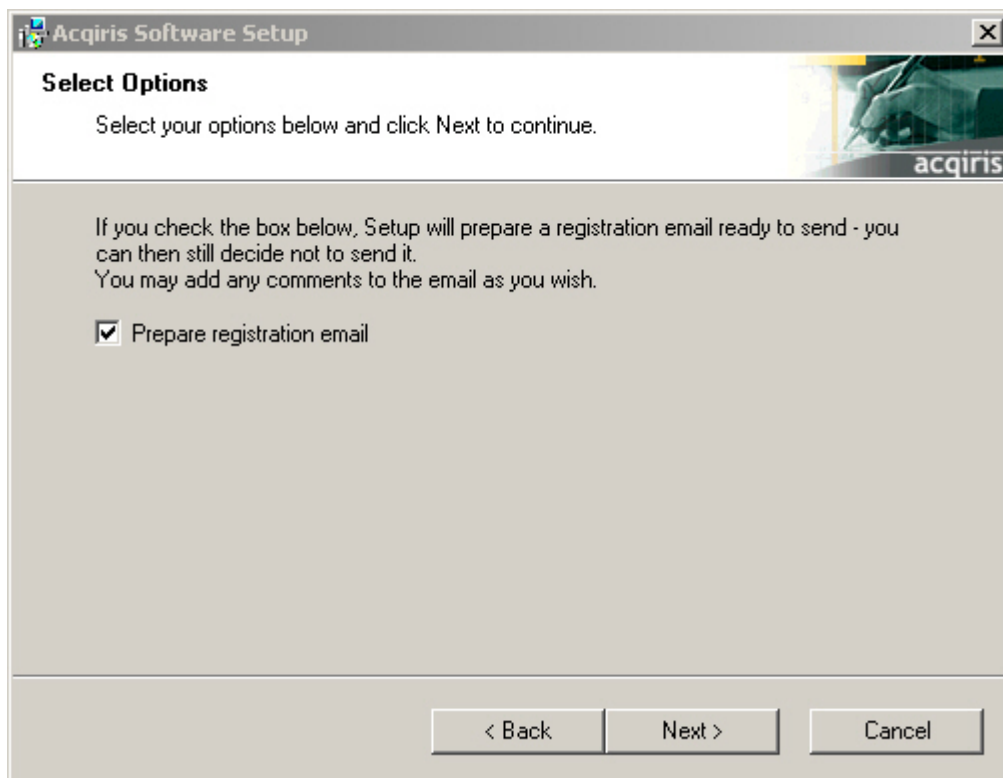 Acqiris Software Setup
Select Options
Select your options below and click Next to continue.
acqiris
If you check the box below, Setup will prepare a registration email ready to send - you
can then still decide not to send it.
You may add any comments to the email as you wish.
Prepare registration email
< Back
Next >
Cancel